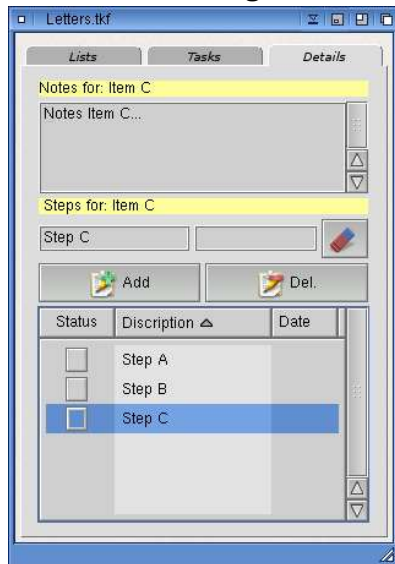 Letters.tkf
Lists Tasks Details
Notes for: Item C
Notes Item C...
Steps for: Item C
Step C
Add Del.
Status Discription Date
Step A
Step B
Step C